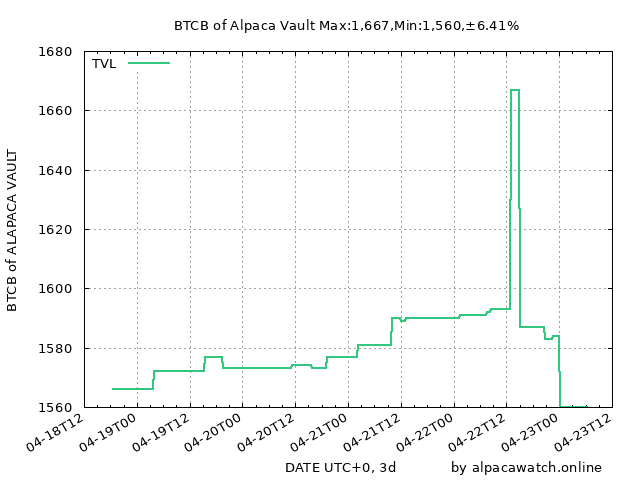 BTCB of Alpaca Vault Max:1,667,Min:1,560,±6.41%
TVL
1680
1660
1640
1620
1600
1580
1560
BTCB of ALAPACA VAULT
04-18T12
04-19T00
04-19T12
04-20T00
04-20T12
04-21T00
04-21T12
04-22T00
04-22T12
04-23T00
04-23T12
DATE UTC+0, 3d
by alpacawatch.online